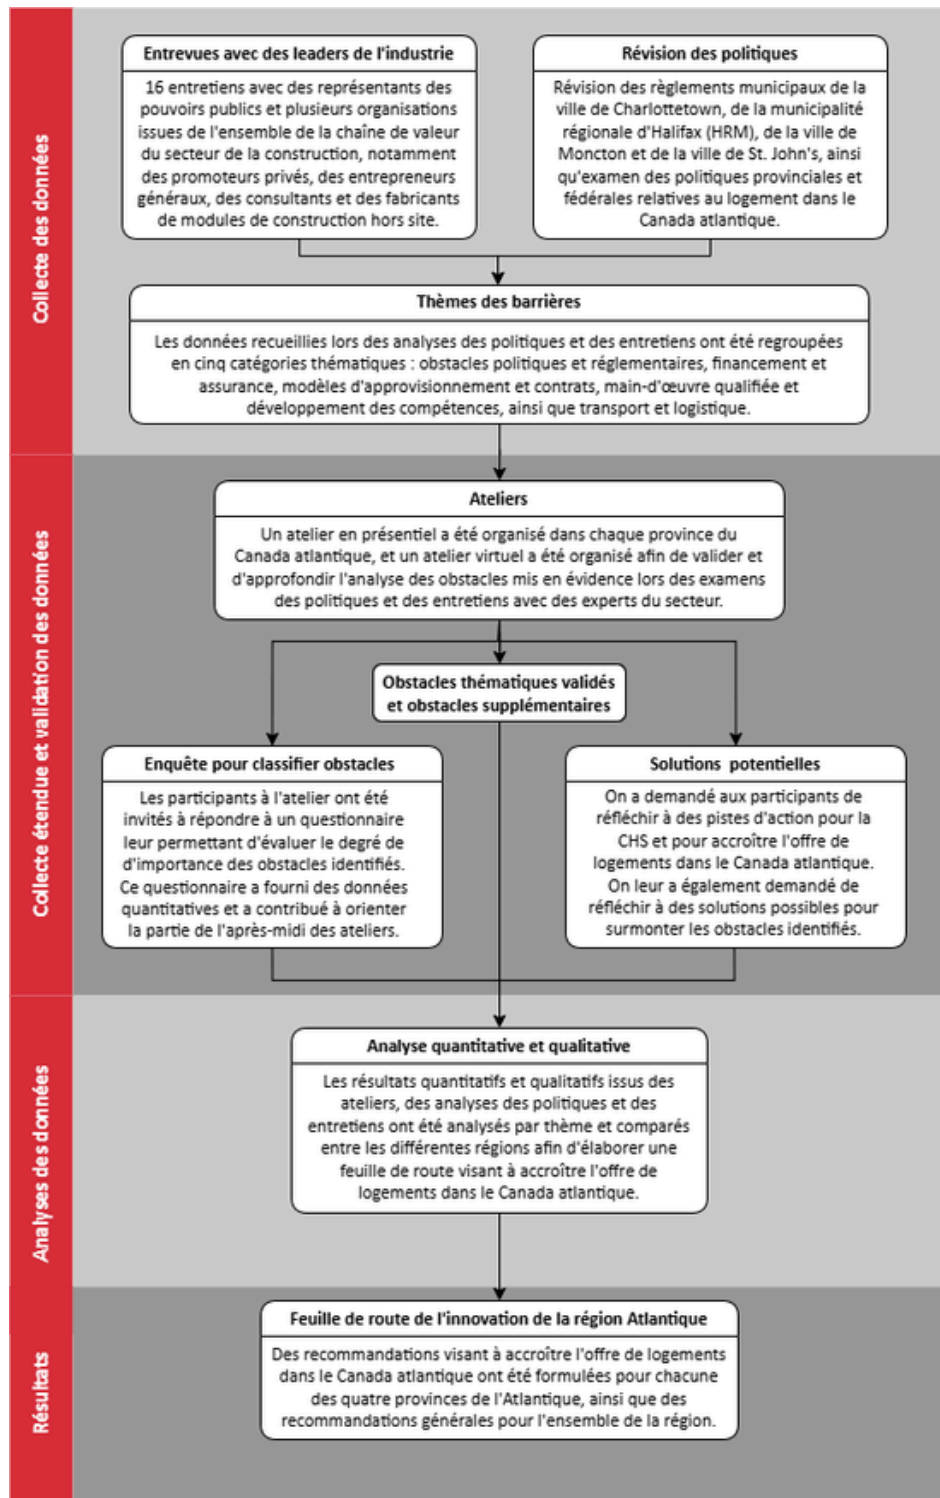 Collecte des données
Entrevues avec des leaders de l'industrie
16 entretiens avec des représentants des
pouvoirs publics et plusieurs organisations
issues de l'ensemble de la chaîne de valeur
du secteur de la construction, notamment
des promoteurs privés, des entrepreneurs
généraux, des consultants et des fabricants
de modules de construction hors site.
Révision des politiques
Révision des règlements municipaux de la
ville de Charlottetown, de la municipalité
régionale d'Halifax (HRM), de la ville de
Moncton et de la ville de St. John's, ainsi
qu'examen des politiques provinciales et
fédérales relatives au logement dans le
Canada atlantique.
Thèmes des barrières
Les données recueillies lors des analyses des politiques et des entretiens ont été regroupées
en cinq catégories thématiques : obstacles politiques et réglementaires, financement et
assurance, modèles d'approvisionnement et contrats, main-d'œuvre qualifiée et
développement des compétences, ainsi que transport et logistique.
Collecte étendue et validation des données
Ateliers
Un atelier en présentiel a été organisé dans chaque province du
Canada atlantique, et un atelier virtuel a été organisé afin de valider et
d'approfondir l'analyse des obstacles mis en évidence lors des examens
des politiques et des entretiens avec des experts du secteur.
Obstacles thématiques validés
et obstacles supplémentaires
Enquête pour classifier obstacles
Les participants à l'atelier ont été
invités à répondre à un questionnaire
leur permettant d'évaluer le degré de
d'importance des obstacles identifiés.
Ce questionnaire a fourni des données
quantitatives et a contribué à orienter
la partie de l'après-midi des ateliers.
Solutions potentielles
On a demandé aux participants de
réfléchir à des pistes d'action pour la
CHS et pour accroître l'offre de
logements dans le Canada atlantique.
On leur a également demandé de
réfléchir à des solutions possibles pour
surmonter les obstacles identifiés.
Analyses des données
Analyse quantitative et qualitative
Les résultats quantitatifs et qualitatifs issus des
ateliers, des analyses des politiques et des
entretiens ont été analysés par thème et comparés
entre les différentes régions afin d'élaborer une
feuille de route visant à accroître l'offre de
logements dans le Canada atlantique.
Résultats
Feuille de route de l'innovation de la région Atlantique
Des recommandations visant à accroître l'offre de logements
dans le Canada atlantique ont été formulées pour chacune
des quatre provinces de l'Atlantique, ainsi que des
recommandations générales pour l'ensemble de la région.